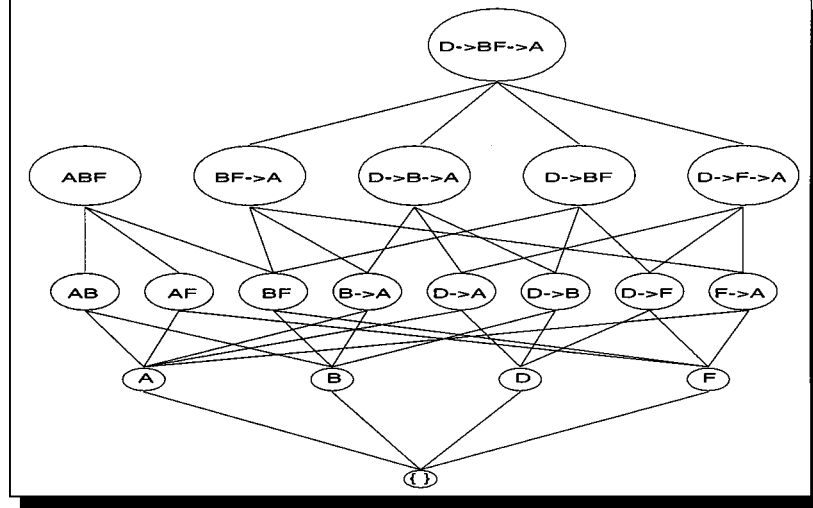 D->BF->A
ABF BF->A D->B->A D->BF D->F->A
AB AF BF B->A D->A D->B D->F F->A
A B D F
{ }